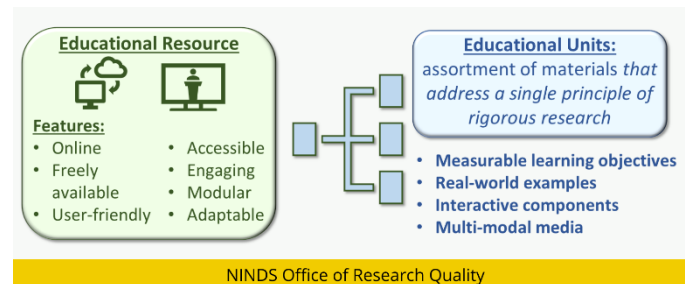 Educational Resource
Features:
• Online
• Freely
available
• User-friendly
• Accessible
• Engaging
• Modular
• Adaptable
Educational Units:
assortment of materials that
address a single principle of
rigorous research
• Measurable learning objectives
• Real-world examples
• Interactive components
• Multi-modal media
NINDS Office of Research Quality